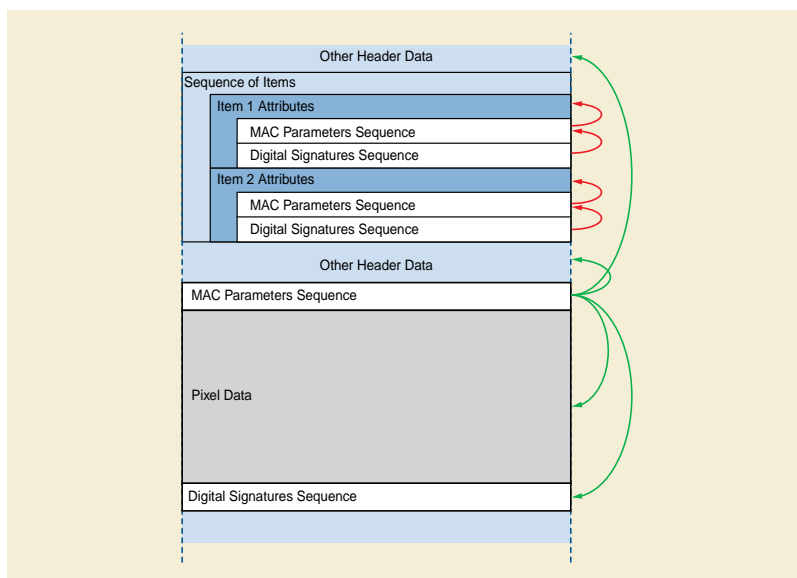 Other Header Data
Sequence of Items
Item 1 Attributes
MAC Parameters Sequence
Digital Signatures Sequence
Item 2 Attributes
MAC Parameters Sequence
Digital Signatures Sequence
Other Header Data
MAC Parameters Sequence
Pixel Data
Digital Signatures Sequence